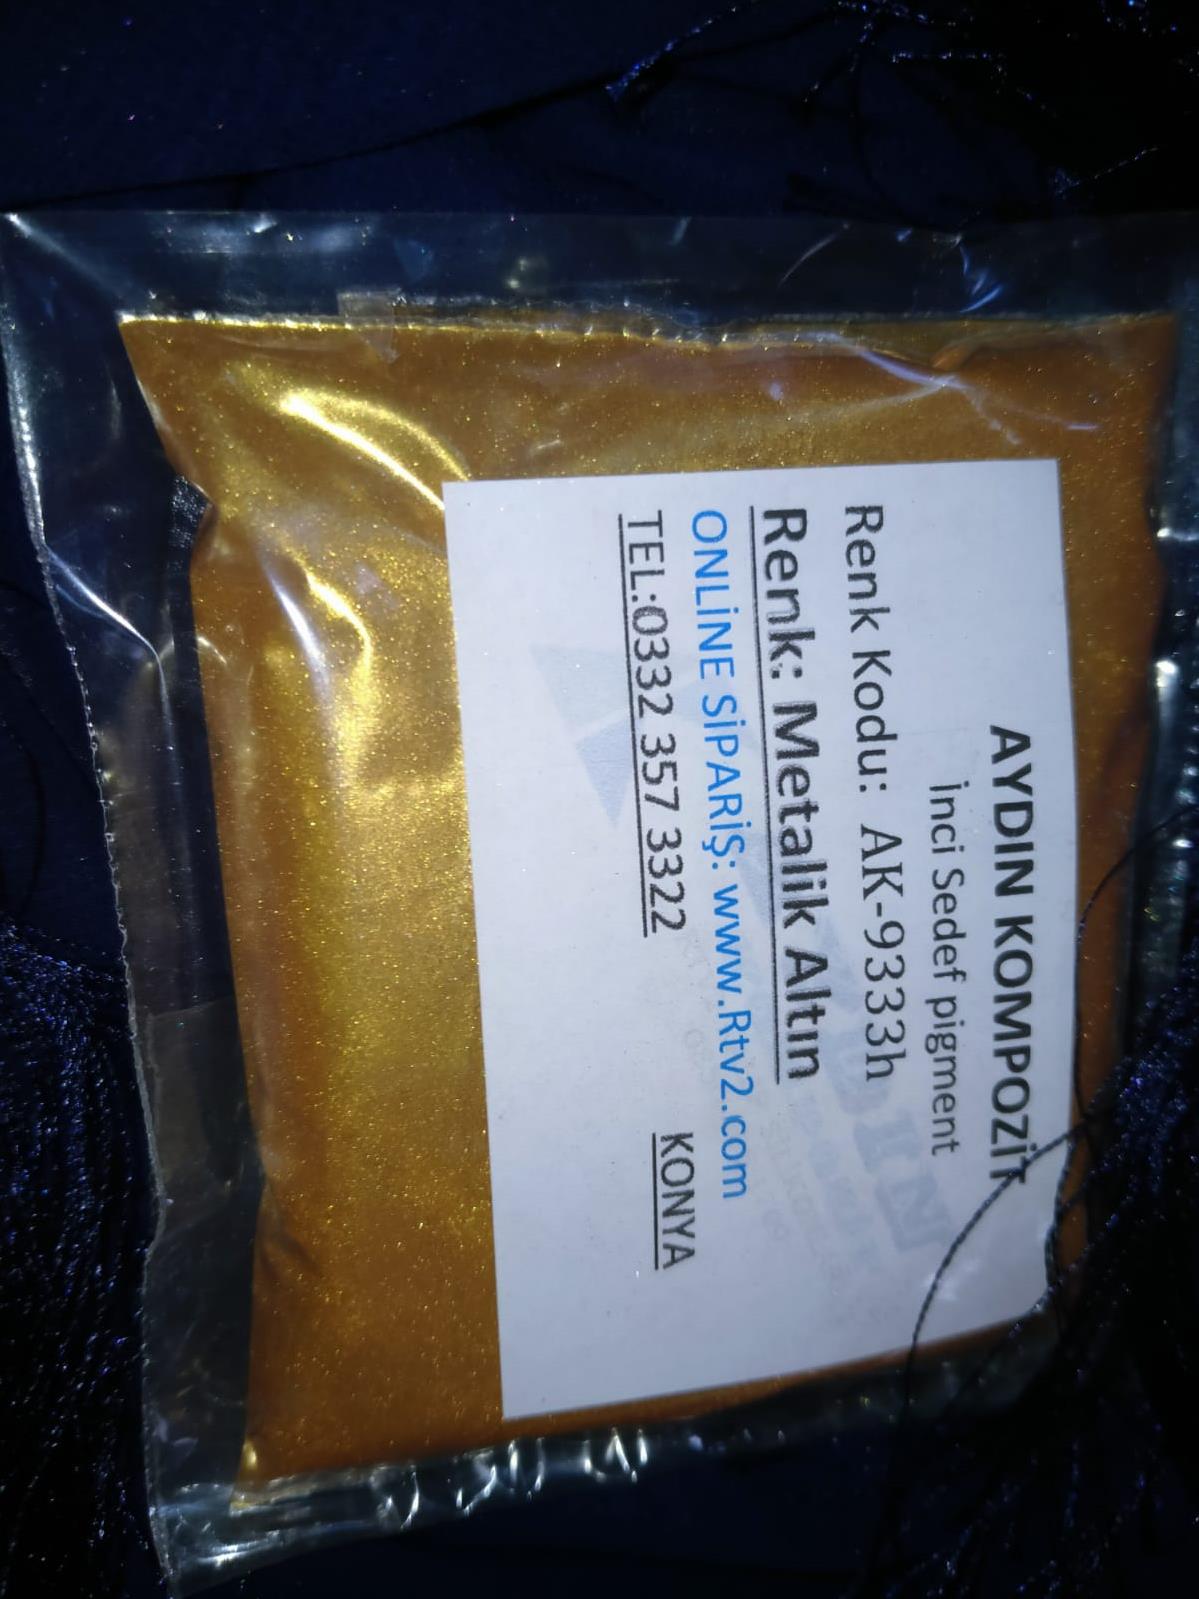 AYDIN KOMPOZİT
İnci Sedef pigment
Renk Kodu: AK-9333h
Renk: Metalik Altın
ONLİNE SİPARİŞ: www.Rtv2.com
TEL:0332 357 3322 KONYA